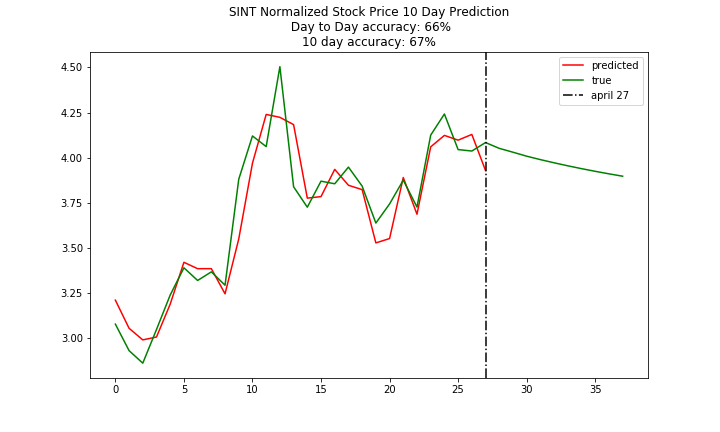 SINT Normalized Stock Price 10 Day Prediction
Day to Day accuracy: 66%
10 day accuracy: 67%
predicted
true
april 27
4.50
4.25
4.00
3.75
3.50
3.25
3.00
0 5 10 15 20 25 30 35